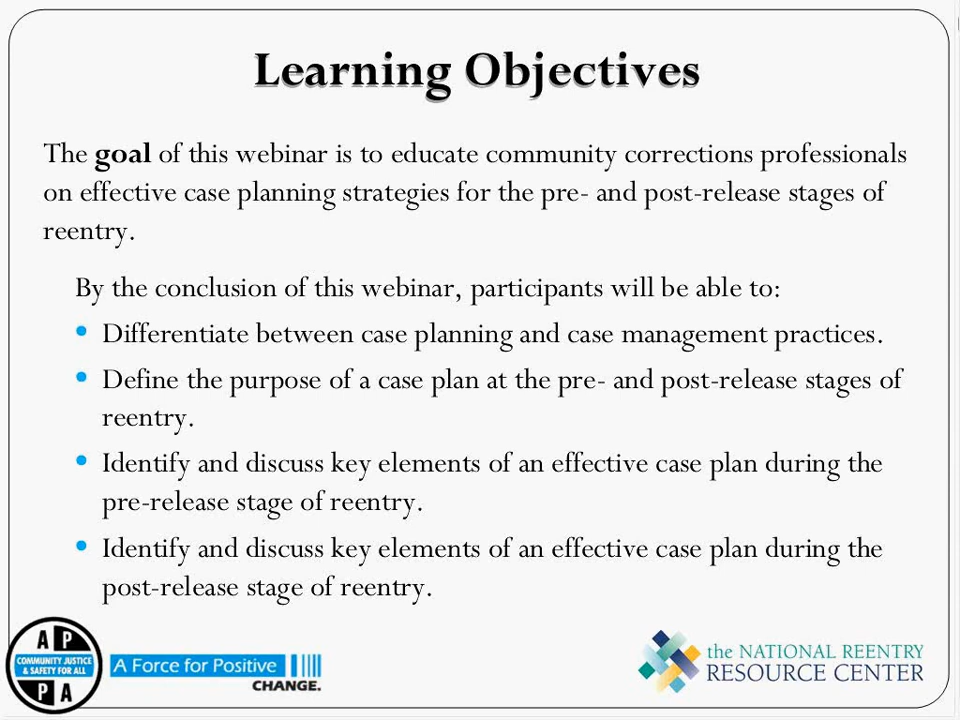 Learning Objectives
The goal of this webinar is to educate community corrections professionals
on effective case planning strategies for the pre- and post-release stages of
reentry.
By the conclusion of this webinar, participants will be able to:
• Differentiate between case planning and case management practices.
• Define the purpose of a case plan at the pre- and post-release stages of
reentry.
• Identify and discuss key elements of an effective case plan during the
pre-release stage of reentry.
• Identify and discuss key elements of an effective case plan during the
post-release stage of reentry.
A P
COMMUNITY JUSTICE
& SAFETY FOR ALL
P A
A Force for Positive
CHANGE.
the NATIONAL REENTRY
RESOURCE CENTER